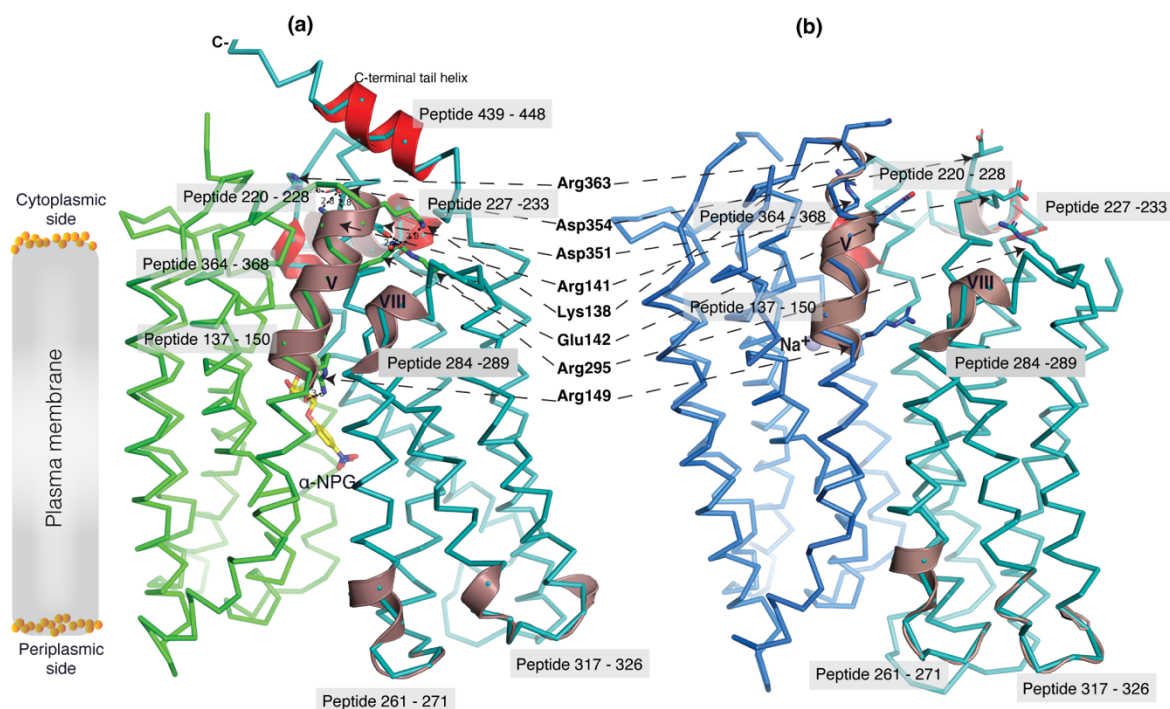 (a)
(b)
C-
C-terminal tail helix
Peptide 439 - 448
Arg363
Peptide 220 - 228
Peptide 227 - 233
Cytoplasmic side
Asp354
Asp351
Peptide 364 - 368
V
Arg141
VIII
Lys138
Peptide 137 - 150
Glu142
Peptide 284 -289
Arg295
Arg149
α-NPG
Plasma membrane
Periplasmic side
Peptide 261 - 271
Peptide 317 - 326
Peptide 220 - 228
Peptide 227 - 233
Peptide 364 - 368
V
VIII
Peptide 137 - 150
Na+
Peptide 284 -289
Peptide 261 - 271
Peptide 317 - 326